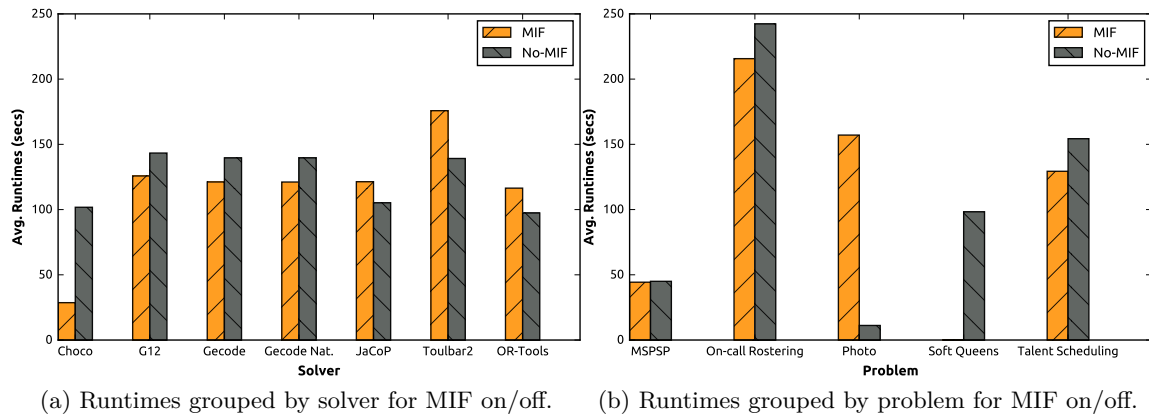 250
200
150
100
50
0
Avg. Runtimes (secs)
MIF
No-MIF
Choco G12 Gecode Gecode Nat. JaCoP Toulbar2 OR-Tools
Solver
(a) Runtimes grouped by solver for MIF on/off.
250
200
150
100
50
0
Avg. Runtimes (secs)
MIF
No-MIF
MSPSP On-call Rostering Photo Soft Queens Talent Scheduling
Problem
(b) Runtimes grouped by problem for MIF on/off.